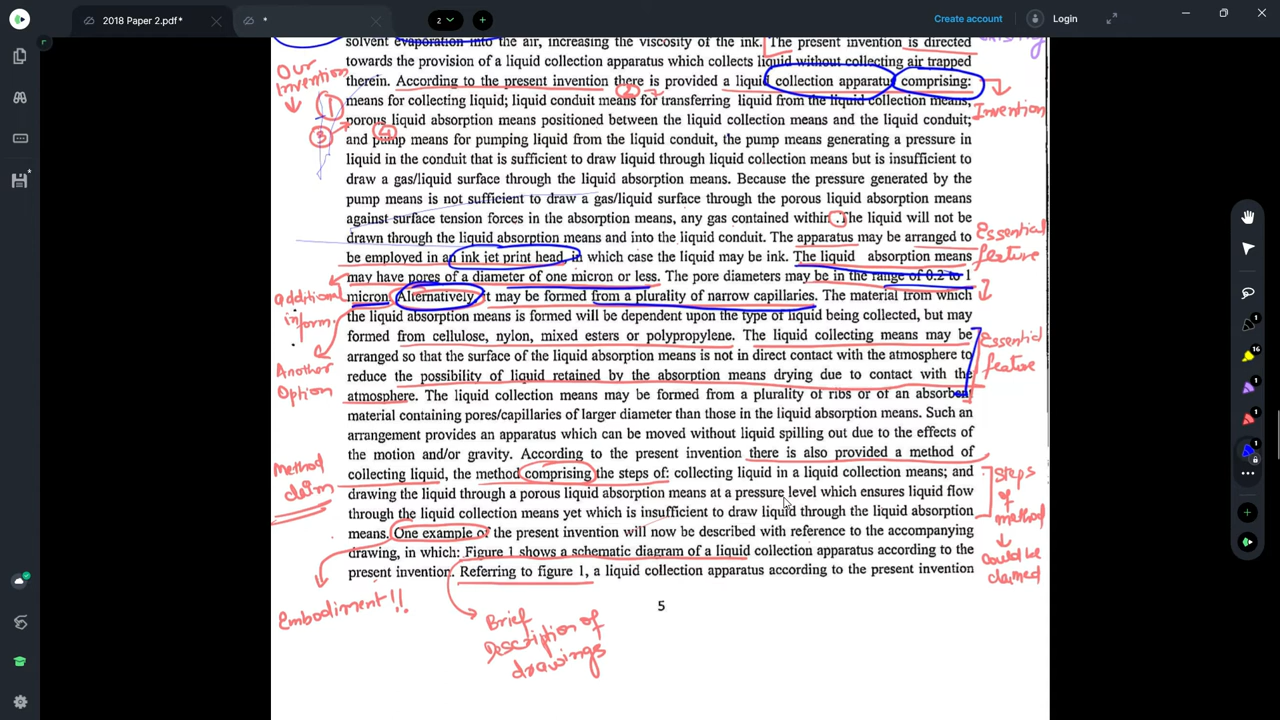 2018 Paper 2.pdf*
*
2
Create account
Login
solvent evaporation into the air, increasing the viscosity of the ink. The present invention is directed
towards the provision of a liquid collection apparatus which collects liquid without collecting air trapped
therein. According to the present invention there is provided a liquid collection apparatus comprising:
means for collecting liquid; liquid conduit means for transferring liquid from the liquid collection means,
porous liquid absorption means positioned between the liquid collection means and the liquid conduit;
and pump means for pumping liquid from the liquid conduit, the pump means generating a pressure in
liquid in the conduit that is sufficient to draw liquid through liquid collection means but is insufficient to
draw a gas/liquid surface through the liquid absorption means. Because the pressure generated by the
pump means is not sufficient to draw a gas/liquid surface through the porous liquid absorption means
against surface tension forces in the absorption means, any gas contained within .The liquid will not be
drawn through the liquid absorption means and into the liquid conduit. The apparatus may be arranged to
be employed in an ink jet print head, in which case the liquid may be ink. The liquid absorption means
may have pores of a diameter of one micron or less. The pore diameters may be in the range of 0.2 to 1
micron. Alternatively it may be formed from a plurality of narrow capillaries. The material from which
the liquid absorption means is formed will be dependent upon the type of liquid being collected, but may
formed from cellulose, nylon, mixed esters or polypropylene. The liquid collecting means may be
arranged so that the surface of the liquid absorption means is not in direct contact with the atmosphere to
reduce the possibility of liquid retained by the absorption means drying due to contact with the
atmosphere. The liquid collection means may be formed from a plurality of ribs or of an absorbent
material containing pores/capillaries of larger diameter than those in the liquid absorption means. Such an
arrangement provides an apparatus which can be moved without liquid spilling out due to the effects of
the motion and/or gravity. According to the present invention there is also provided a method of
collecting liquid, the method comprising the steps of: collecting liquid in a liquid collection means; and
drawing the liquid through a porous liquid absorption means at a pressure level which ensures liquid flow
through the liquid collection means yet which is insufficient to draw liquid through the liquid absorption
means. One example of the present invention will now be described with reference to the accompanying
drawing, in which: Figure 1 shows a schematic diagram of a liquid collection apparatus according to the
present invention. Referring to figure 1, a liquid collection apparatus according to the present invention
5
Our
Invention
1
2
3
4
additional
inform.
Another
Option
Method
claim
Embodiment!!
Brief
Description of
drawings
Invention
Essential
feature
Essential
feature
Steps
of
method
Could be
claimed
16
1
1
1
1